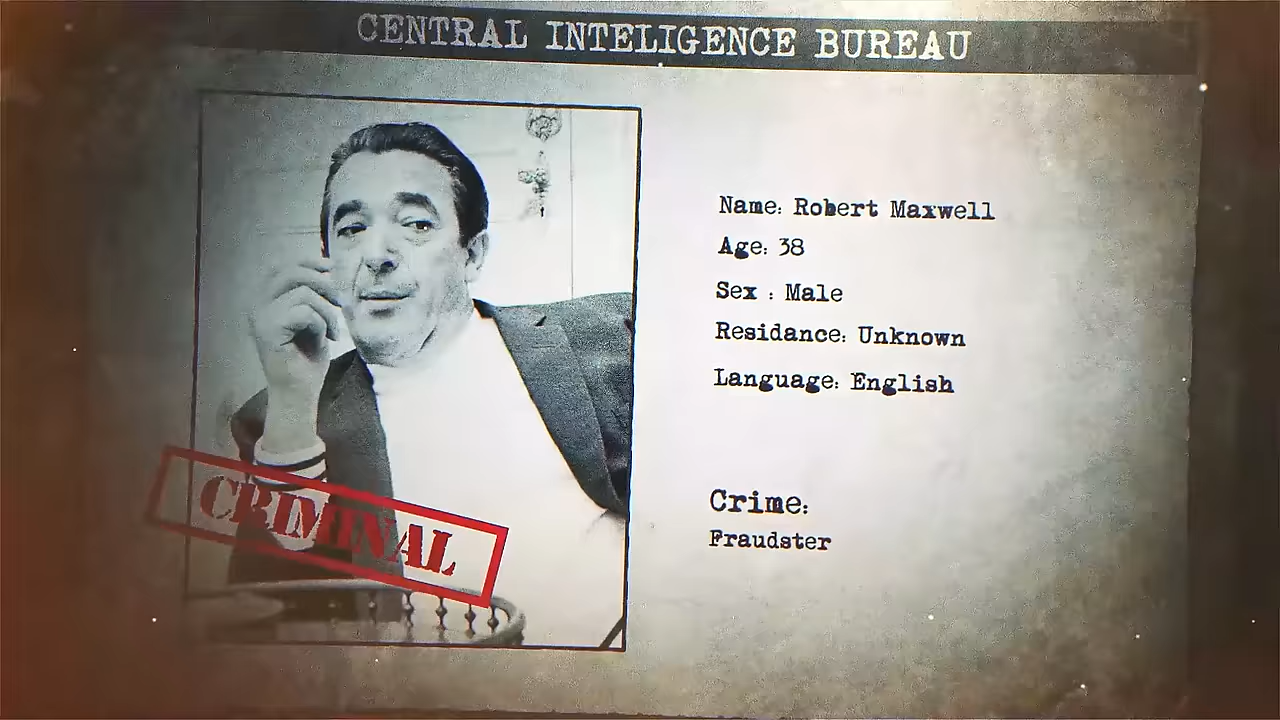 CENTRAL INTELIGENCE BUREAU
Name: Robert Maxwell
Age: 38
Sex : Male
Residance: Unknown
Language: English
CRIMINAL
Crime:
Fraudster